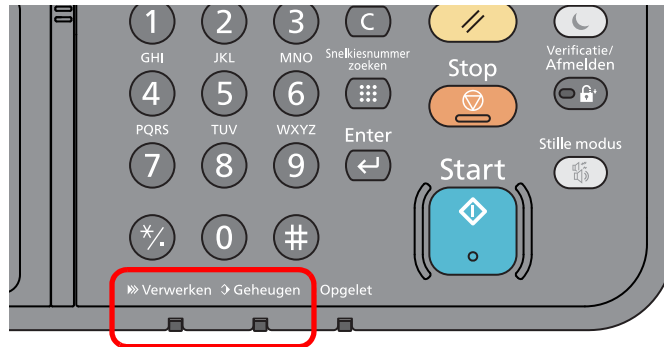 1 2 3 C
GHI JKL MNO Snelkiesnummer zoeken Stop Verificatie/ Afmelden
4 5 6
PQRS TUV WXYZ Enter Stille modus
7 8 9 Start
*/. 0 #
Verwerken Geheugen Opgelet